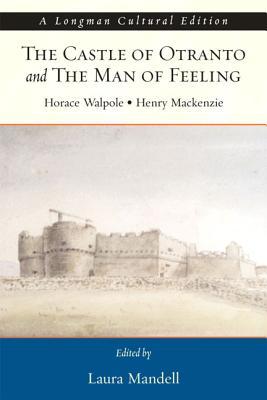 A Longman Cultural Edition
THE CASTLE OF OTRANTO
and THE MAN OF FEELING
Horace Walpole • Henry Mackenzie
Edited by
Laura Mandell